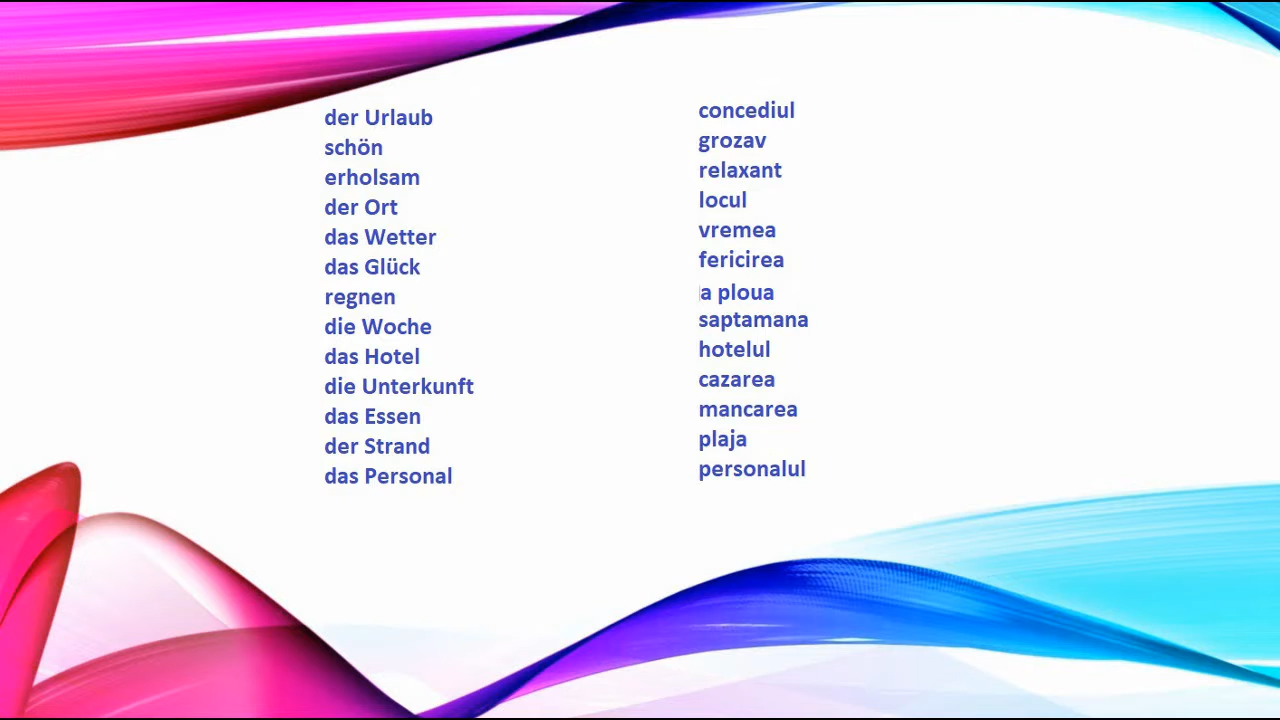 der Urlaub
schön
erholsam
der Ort
das Wetter
das Glück
regnen
die Woche
das Hotel
die Unterkunft
das Essen
der Strand
das Personal
concediul
grozav
relaxant
locul
vremea
fericirea
a ploua
saptamana
hotelul
cazarea
mancarea
plaja
personalul